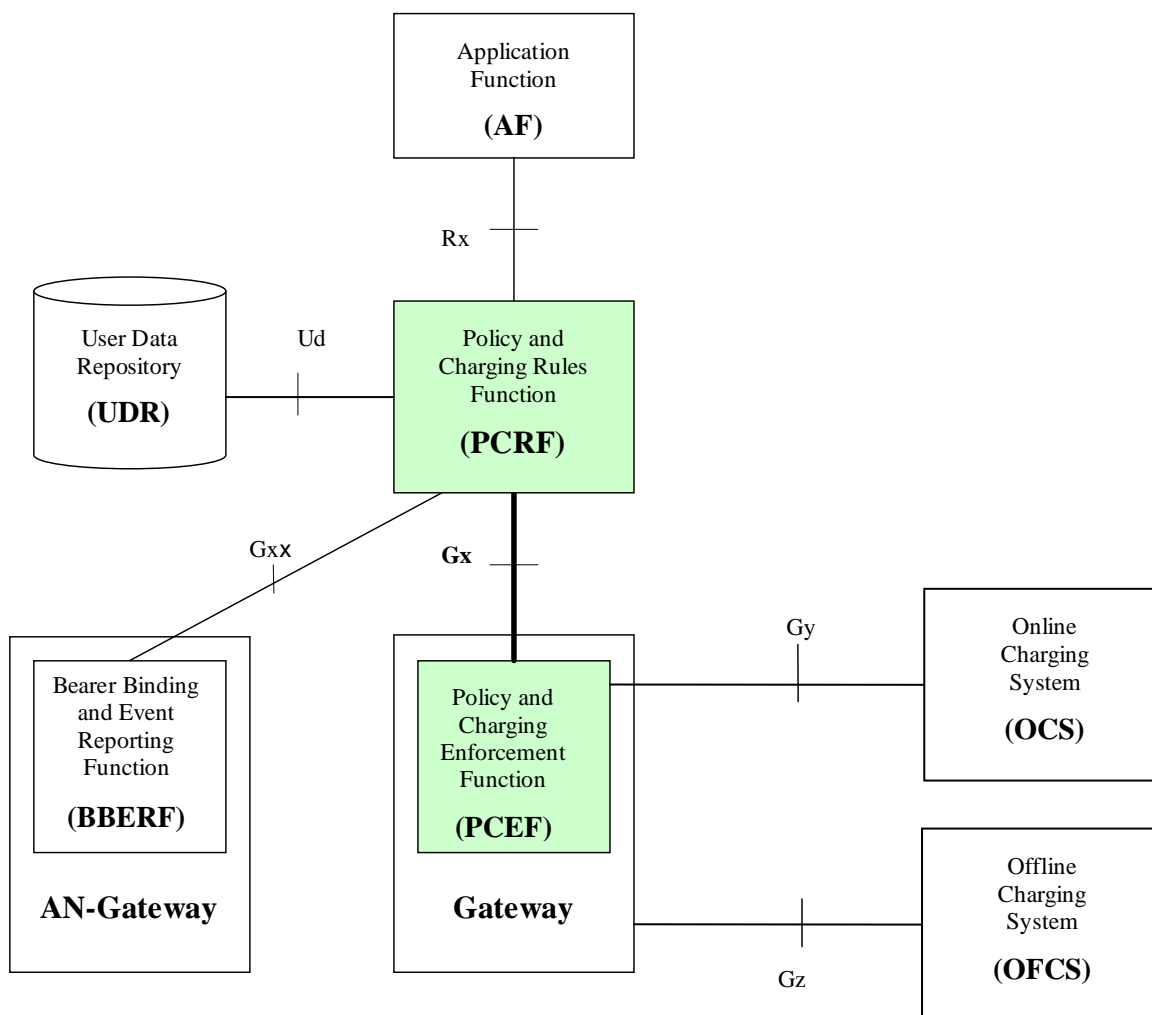 Application
Function
(AF)
Rx
User Data
Repository
(UDR)
Ud
Policy and
Charging Rules
Function
(PCRF)
Gxx
Gx
Bearer Binding
and Event
Reporting
Function
(BBERF)
AN-Gateway
Policy and
Charging
Enforcement
Function
(PCEF)
Gateway
Gy
Online
Charging
System
(OCS)
Gz
Offline
Charging
System
(OFCS)